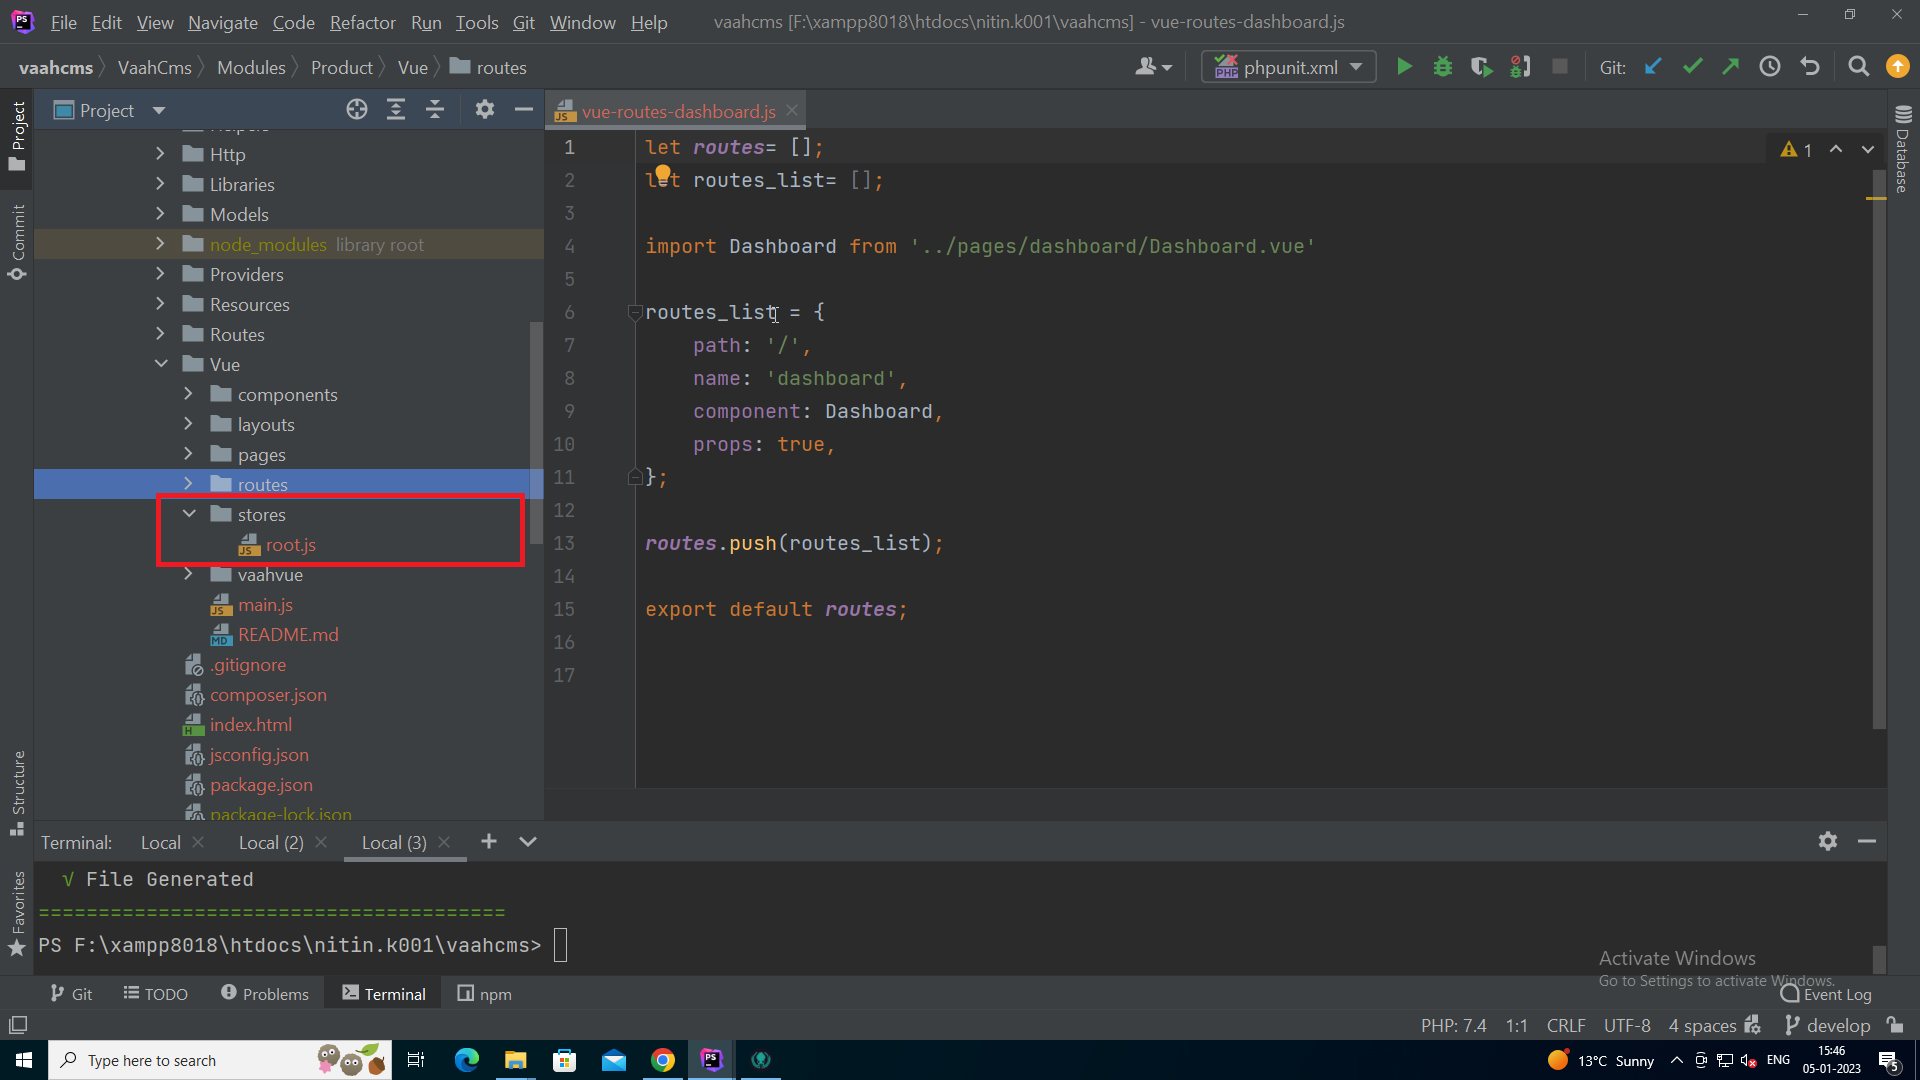 File Edit View Navigate Code Refactor Run Tools Git Window Help vaahcms [F:\xampp8018\htdocs\nitin.k001\vaahcms] - vue-routes-dashboard.js
vaahcms VaahCms Modules Product Vue routes phpunit.xml Git:
Project
vue-routes-dashboard.js
Project
Commit
Structure
Favorites
Database
Helpers
Http
Libraries
Models
node_modules library root
Providers
Resources
Routes
Vue
components
layouts
pages
routes
stores
root.js
vaahvue
main.js
README.md
.gitignore
composer.json
index.html
jsconfig.json
package.json
package-lock.json
1 let routes= [];
2 let routes_list= [];
3
4 import Dashboard from '../pages/dashboard/Dashboard.vue'
5
6 routes_list = {
7 path: '/',
8 name: 'dashboard',
9 component: Dashboard,
10 props: true,
11 };
12
13 routes.push(routes_list);
14
15 export default routes;
16
17
1
Terminal: Local Local (2) Local (3)
√ File Generated
=======================================
PS F:\xampp8018\htdocs\nitin.k001\vaahcms>
Activate Windows
Go to Settings to activate Windows.
Git TODO Problems Terminal npm Event Log
PHP: 7.4 1:1 CRLF UTF-8 4 spaces develop
Type here to search
13°C Sunny ENG
15:46
05-01-2023
5